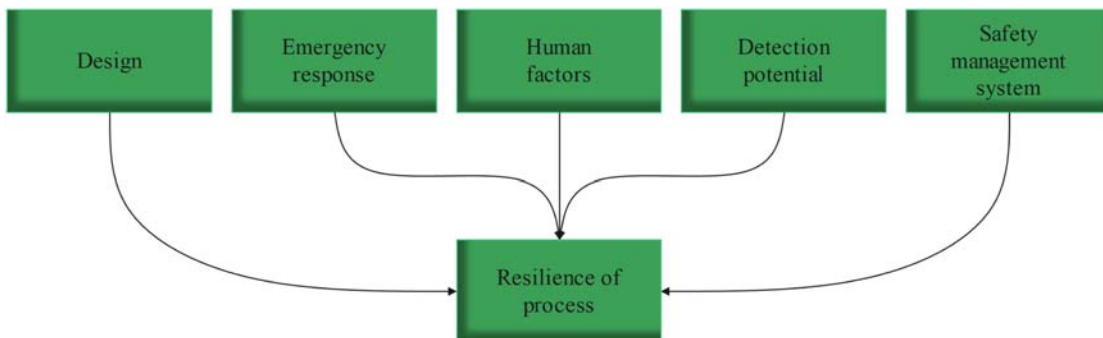 Design
Emergency
response
Human
factors
Detection
potential
Safety
management
system
Resilience of
process